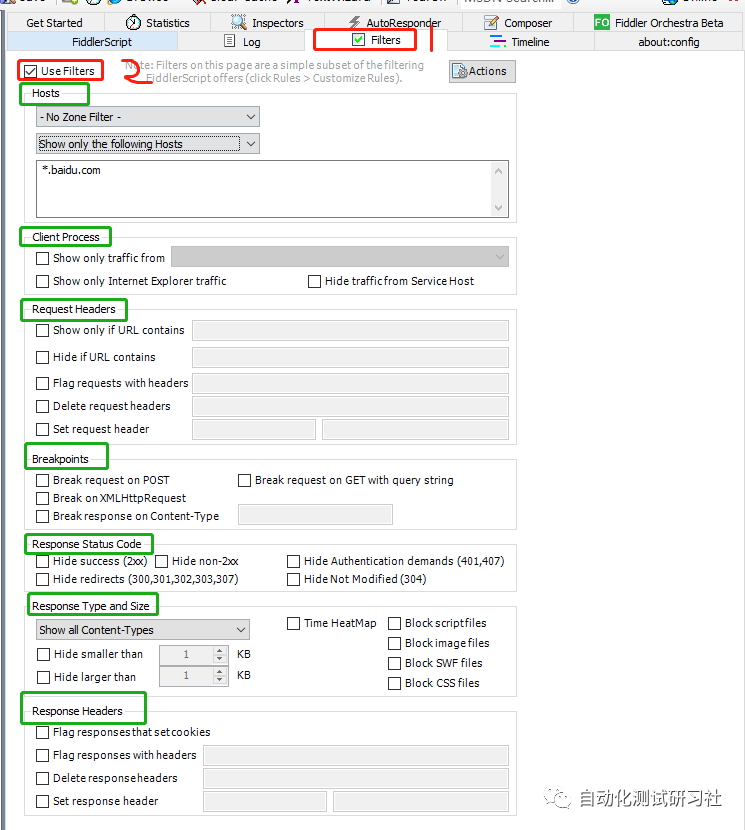 Get Started Statistics Inspectors AutoResponder Composer FO Fiddler Orchestra Beta
FiddlerScript Log Filters Timeline about:config
1
Use Filters 2 Note: Filters on this page are a simple subset of the filtering Actions
FiddlerScript offers (click Rules > Customize Rules).
Hosts
- No Zone Filter -
Show only the following Hosts
*.baidu.com
Client Process
Show only traffic from
Show only Internet Explorer traffic Hide traffic from Service Host
Request Headers
Show only if URL contains
Hide if URL contains
Flag requests with headers
Delete request headers
Set request header
Breakpoints
Break request on POST Break request on GET with query string
Break on XMLHttpRequest
Break response on Content-Type
Response Status Code
Hide success (2xx) Hide non-2xx Hide Authentication demands (401,407)
Hide redirects (300,301,302,303,307) Hide Not Modified (304)
Response Type and Size
Show all Content-Types Time HeatMap Block script files
Block image files
Hide smaller than 1 KB
Block SWF files
Hide larger than 1 KB
Block CSS files
Response Headers
Flag responses that set cookies
Flag responses with headers
Delete response headers
Set response header
自动化测试研习社